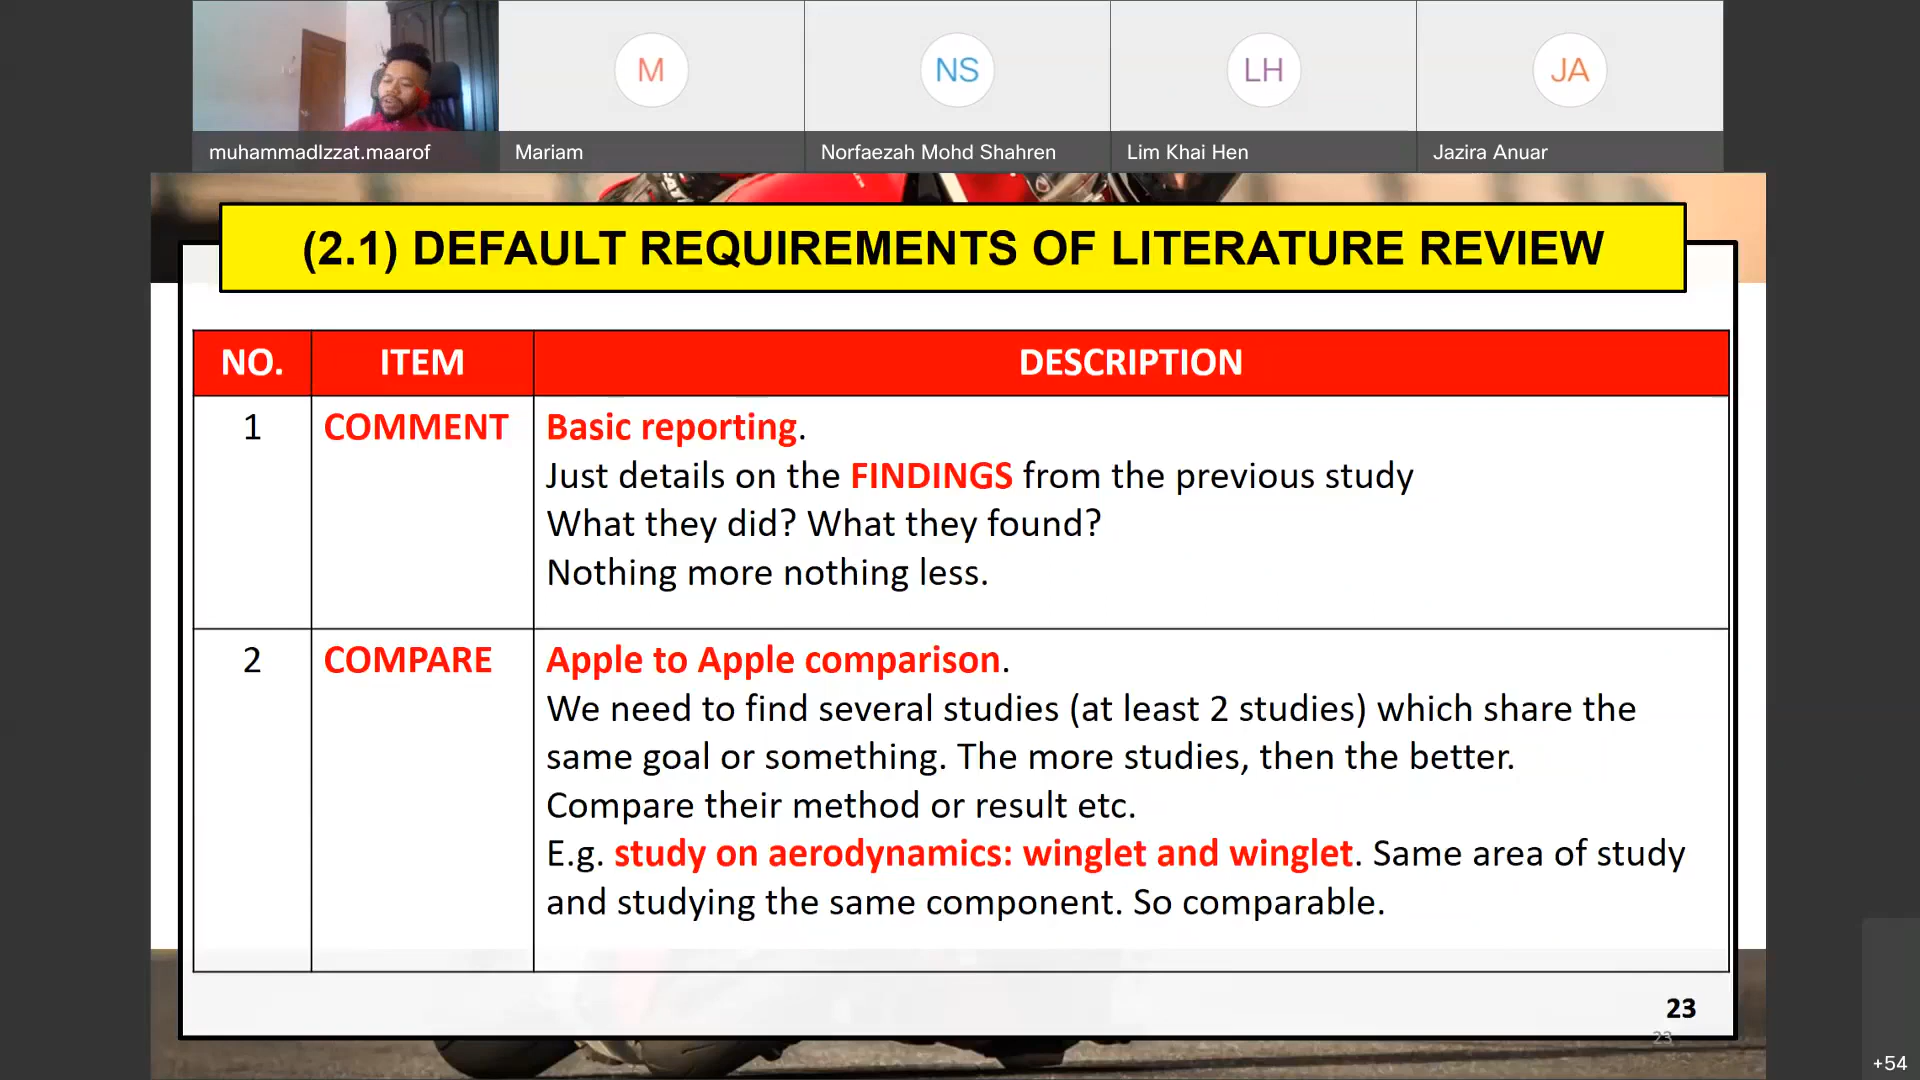 M
NS
LH
JA
muhammadIzzat.maarof
Mariam
Norfaezah Mohd Shahren
Lim Khai Hen
Jazira Anuar
(2.1) DEFAULT REQUIREMENTS OF LITERATURE REVIEW
NO.
ITEM
DESCRIPTION
1
COMMENT
Basic reporting.
Just details on the FINDINGS from the previous study
What they did? What they found?
Nothing more nothing less.
2
COMPARE
Apple to Apple comparison.
We need to find several studies (at least 2 studies) which share the
same goal or something. The more studies, then the better.
Compare their method or result etc.
E.g. study on aerodynamics: winglet and winglet. Same area of study
and studying the same component. So comparable.
23
23
+54